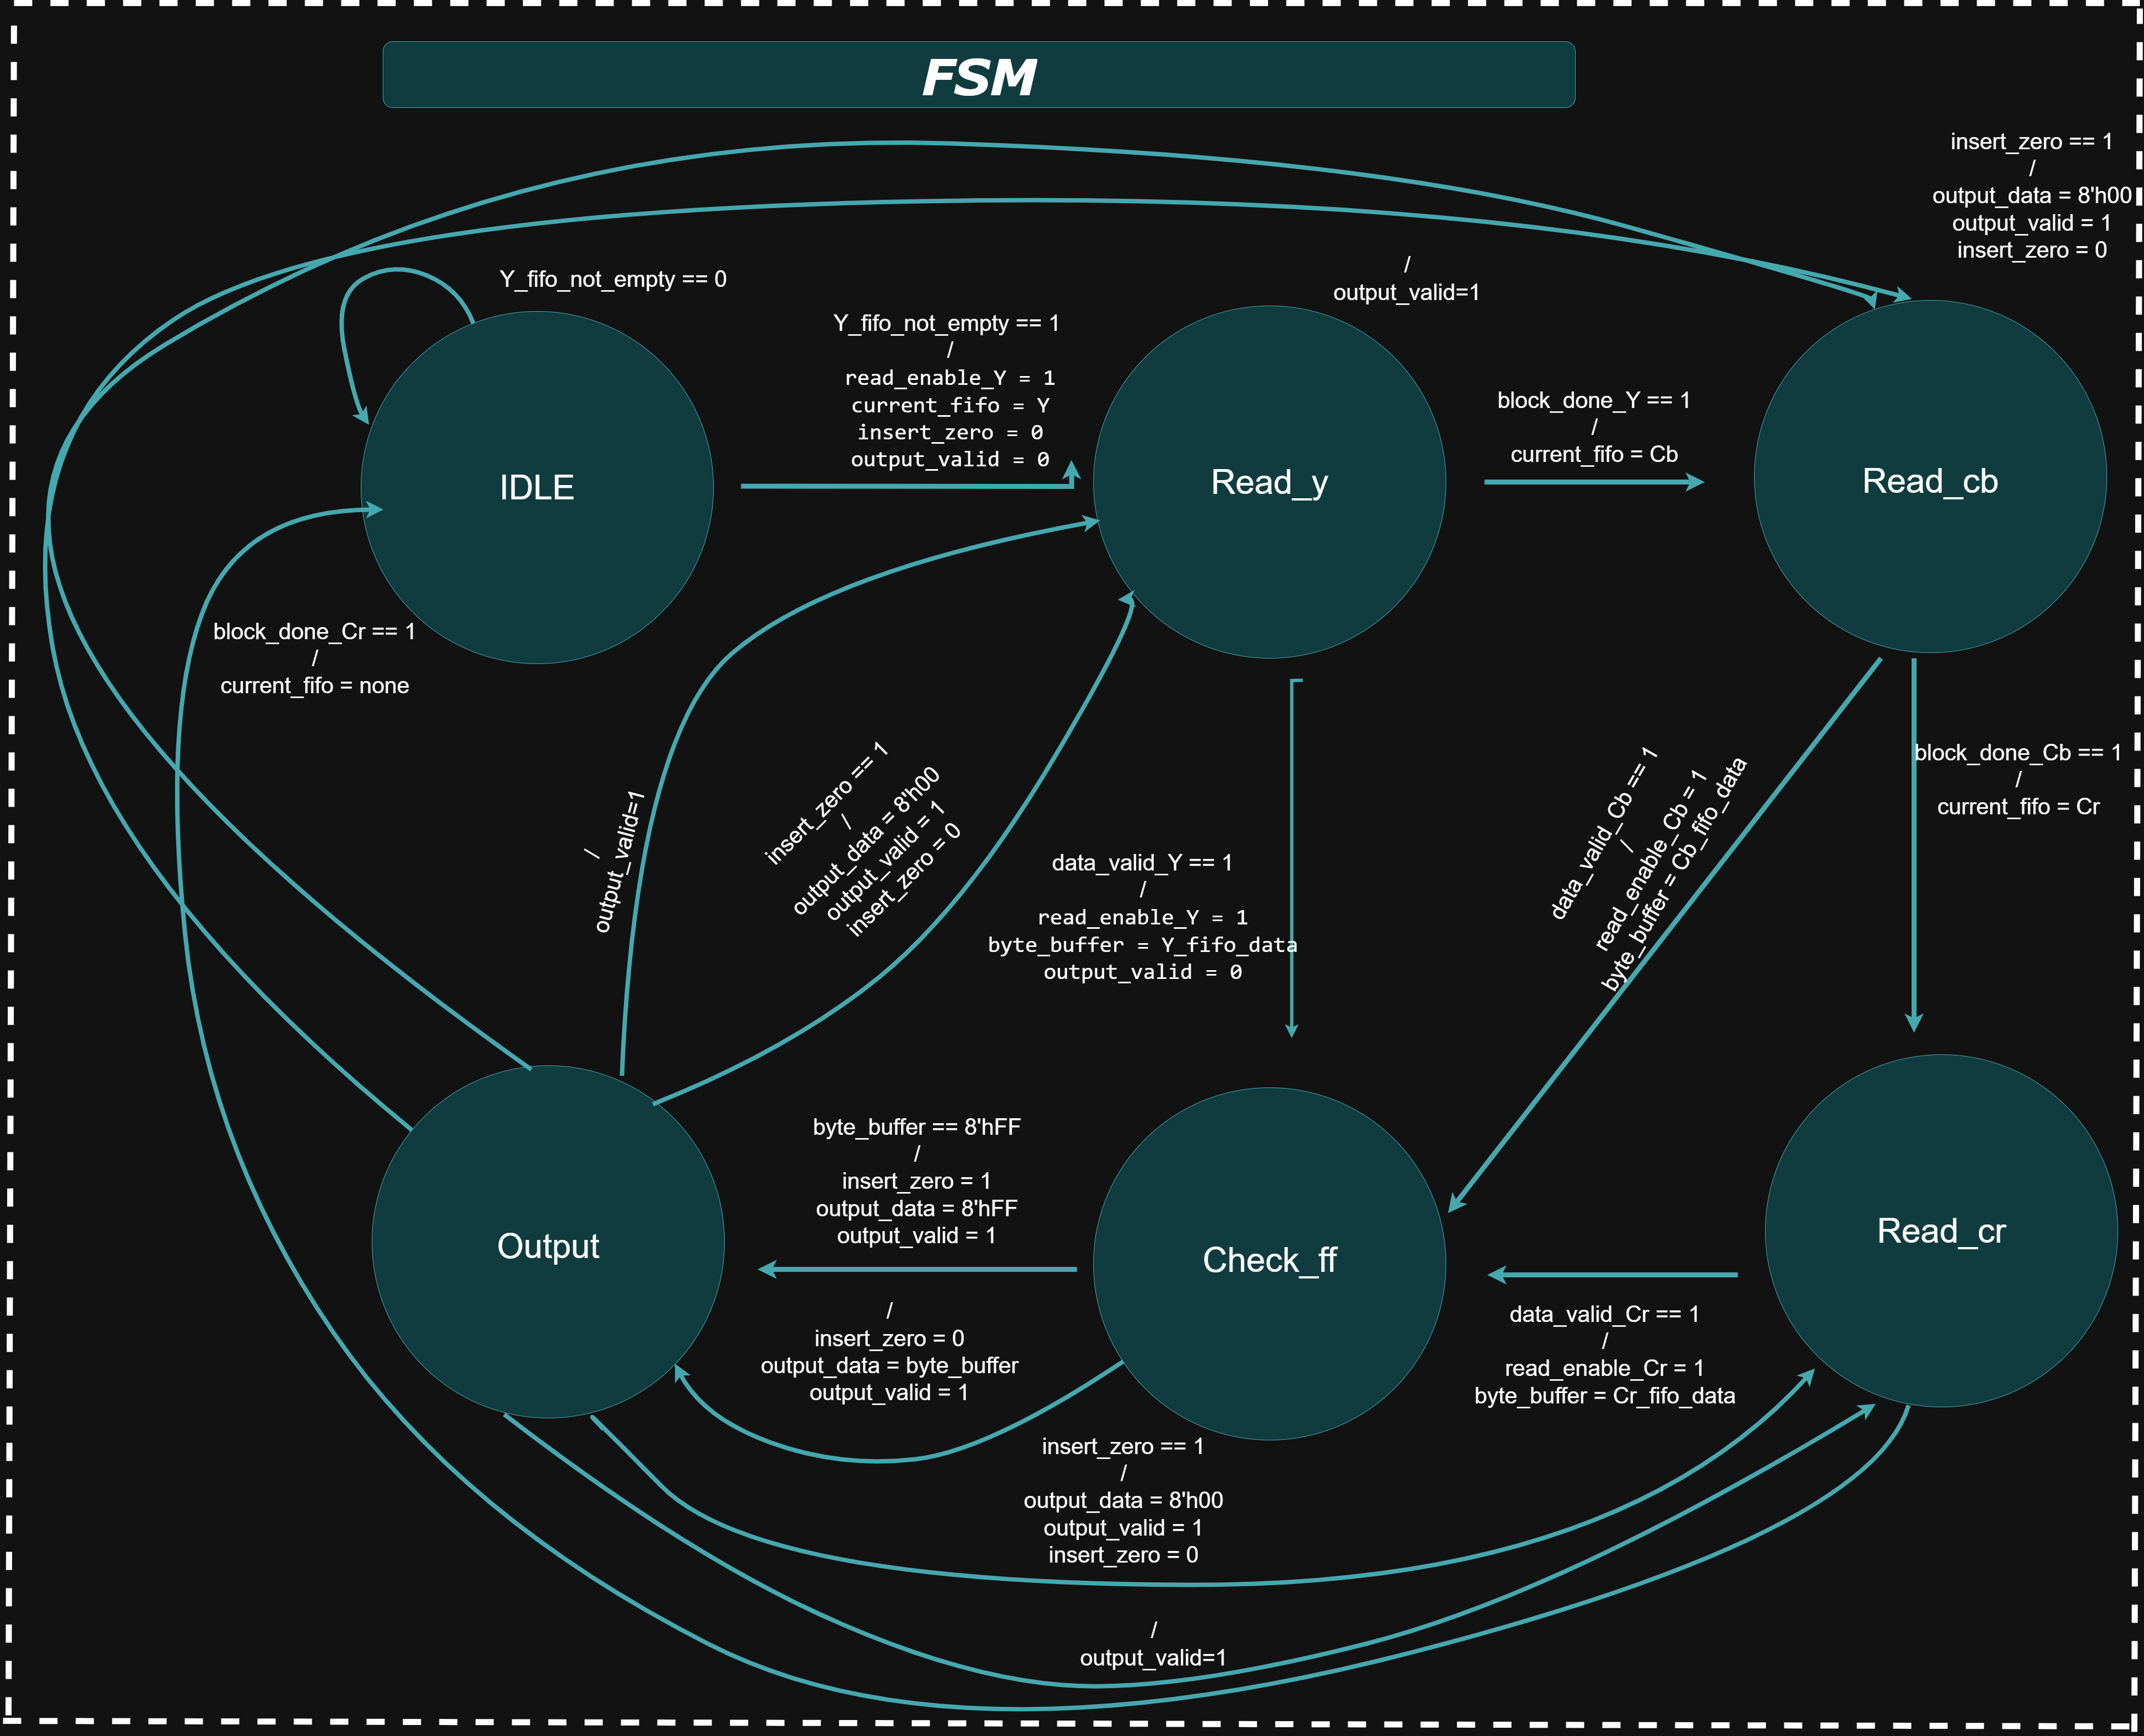 FSM
insert_zero == 1
/
output_data = 8'h00
output_valid = 1
insert_zero = 0
/
output_valid=1
Y_fifo_not_empty == 0
Y_fifo_not_empty == 1
/
read_enable_Y = 1
current_fifo = Y
insert_zero = 0
output_valid = 0
block_done_Y == 1
/
current_fifo = Cb
IDLE
Read_y
Read_cb
block_done_Cr == 1
/
current_fifo = none
/
output_valid=1
insert_zero == 1
/
output_data = 8'h00
output_valid = 1
insert_zero = 0
data_valid_Y == 1
/
read_enable_Y = 1
byte_buffer = Y_fifo_data
output_valid = 0
data_valid_Cb == 1
/
read_enable_Cb = 1
byte_buffer = Cb_fifo_data
block_done_Cb == 1
/
current_fifo = Cr
byte_buffer == 8'hFF
/
insert_zero = 1
output_data = 8'hFF
output_valid = 1
Output
Check_ff
Read_cr
/
insert_zero = 0
output_data = byte_buffer
output_valid = 1
data_valid_Cr == 1
/
read_enable_Cr = 1
byte_buffer = Cr_fifo_data
insert_zero == 1
/
output_data = 8'h00
output_valid = 1
insert_zero = 0
/
output_valid=1